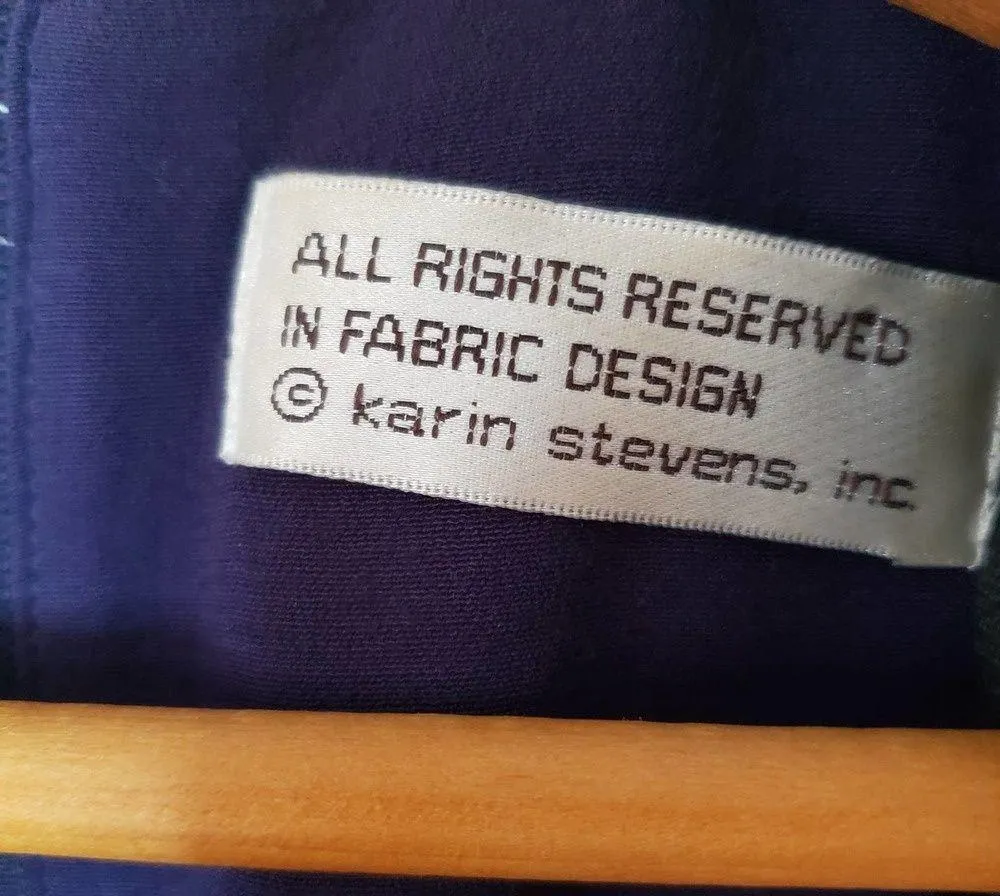 ALL RIGHTS RESERVED
IN FABRIC DESIGN
© karin stevens, inc.